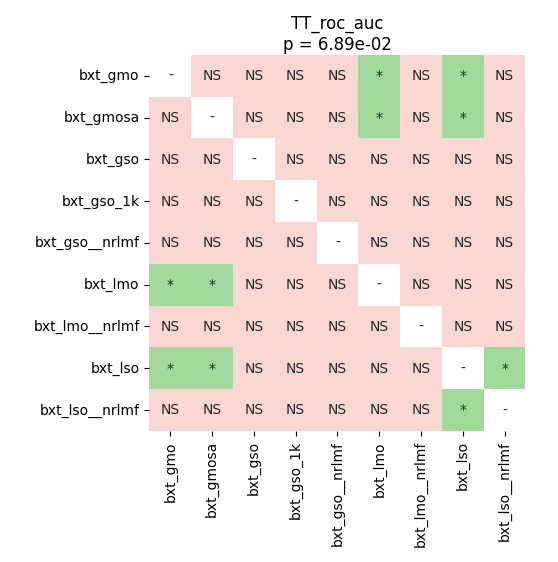 TT_roc_auc
p = 6.89e-02
bxt_gmo - NS NS NS NS * NS * NS
bxt_gmosa NS - NS NS NS * NS * NS
bxt_gso NS NS - NS NS NS NS NS NS
bxt_gso_1k NS NS NS - NS NS NS NS NS
bxt_gso__nrlmf NS NS NS NS - NS NS NS NS
bxt_lmo * * NS NS NS - NS NS NS
bxt_lmo__nrlmf NS NS NS NS NS NS - NS NS
bxt_lso * * NS NS NS NS NS - *
bxt_lso__nrlmf NS NS NS NS NS NS NS * -
bxt_gmo
bxt_gmosa
bxt_gso
bxt_gso_1k
bxt_gso__nrlmf
bxt_lmo
bxt_lmo__nrlmf
bxt_lso
bxt_lso__nrlmf